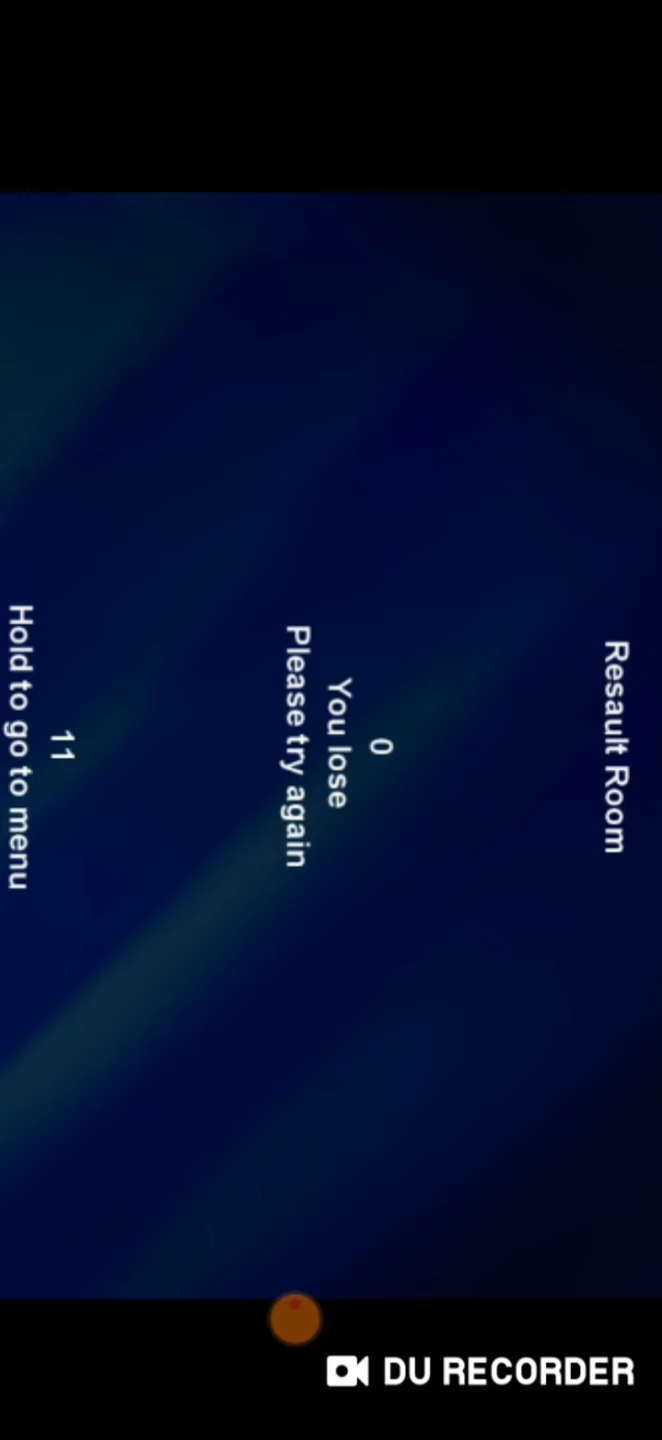 Resault Room
0
You lose
Please try again
11
Hold to go to menu
DU RECORDER